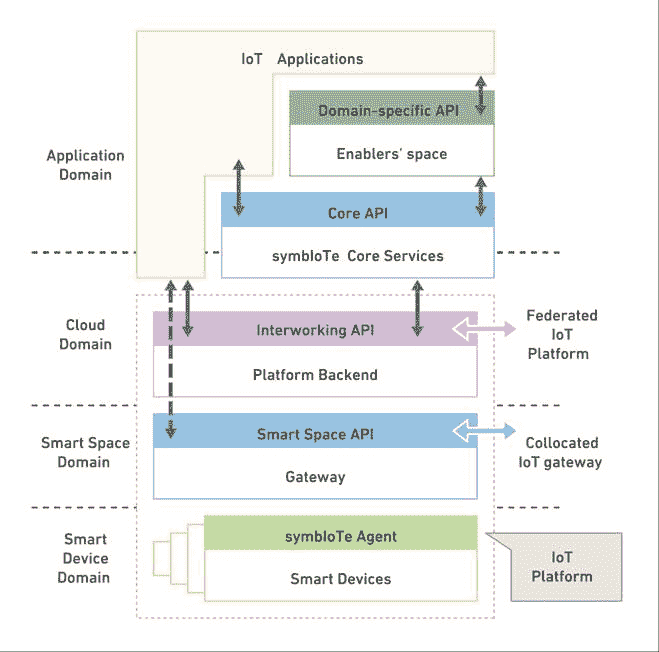 IoT Applications
Domain-specific API
Enablers' space
Application
Domain
Core API
symbIoTe Core Services
Cloud
Domain
Interworking API
Platform Backend
Federated
IoT
Platform
Smart Space
Domain
Smart Space API
Gateway
Collocated
IoT gateway
Smart
Device
Domain
symbIoTe Agent
Smart Devices
IoT
Platform